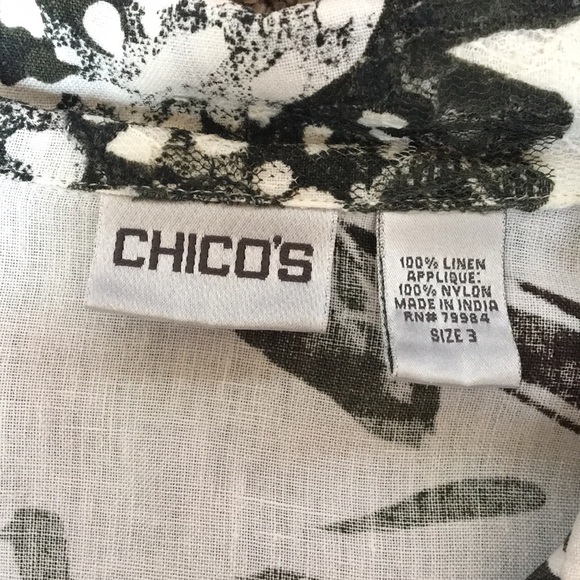 CHICO'S
100% LINEN
APPLIQUE:
100% NYLON
MADE IN INDIA
RN# 79984
SIZE 3